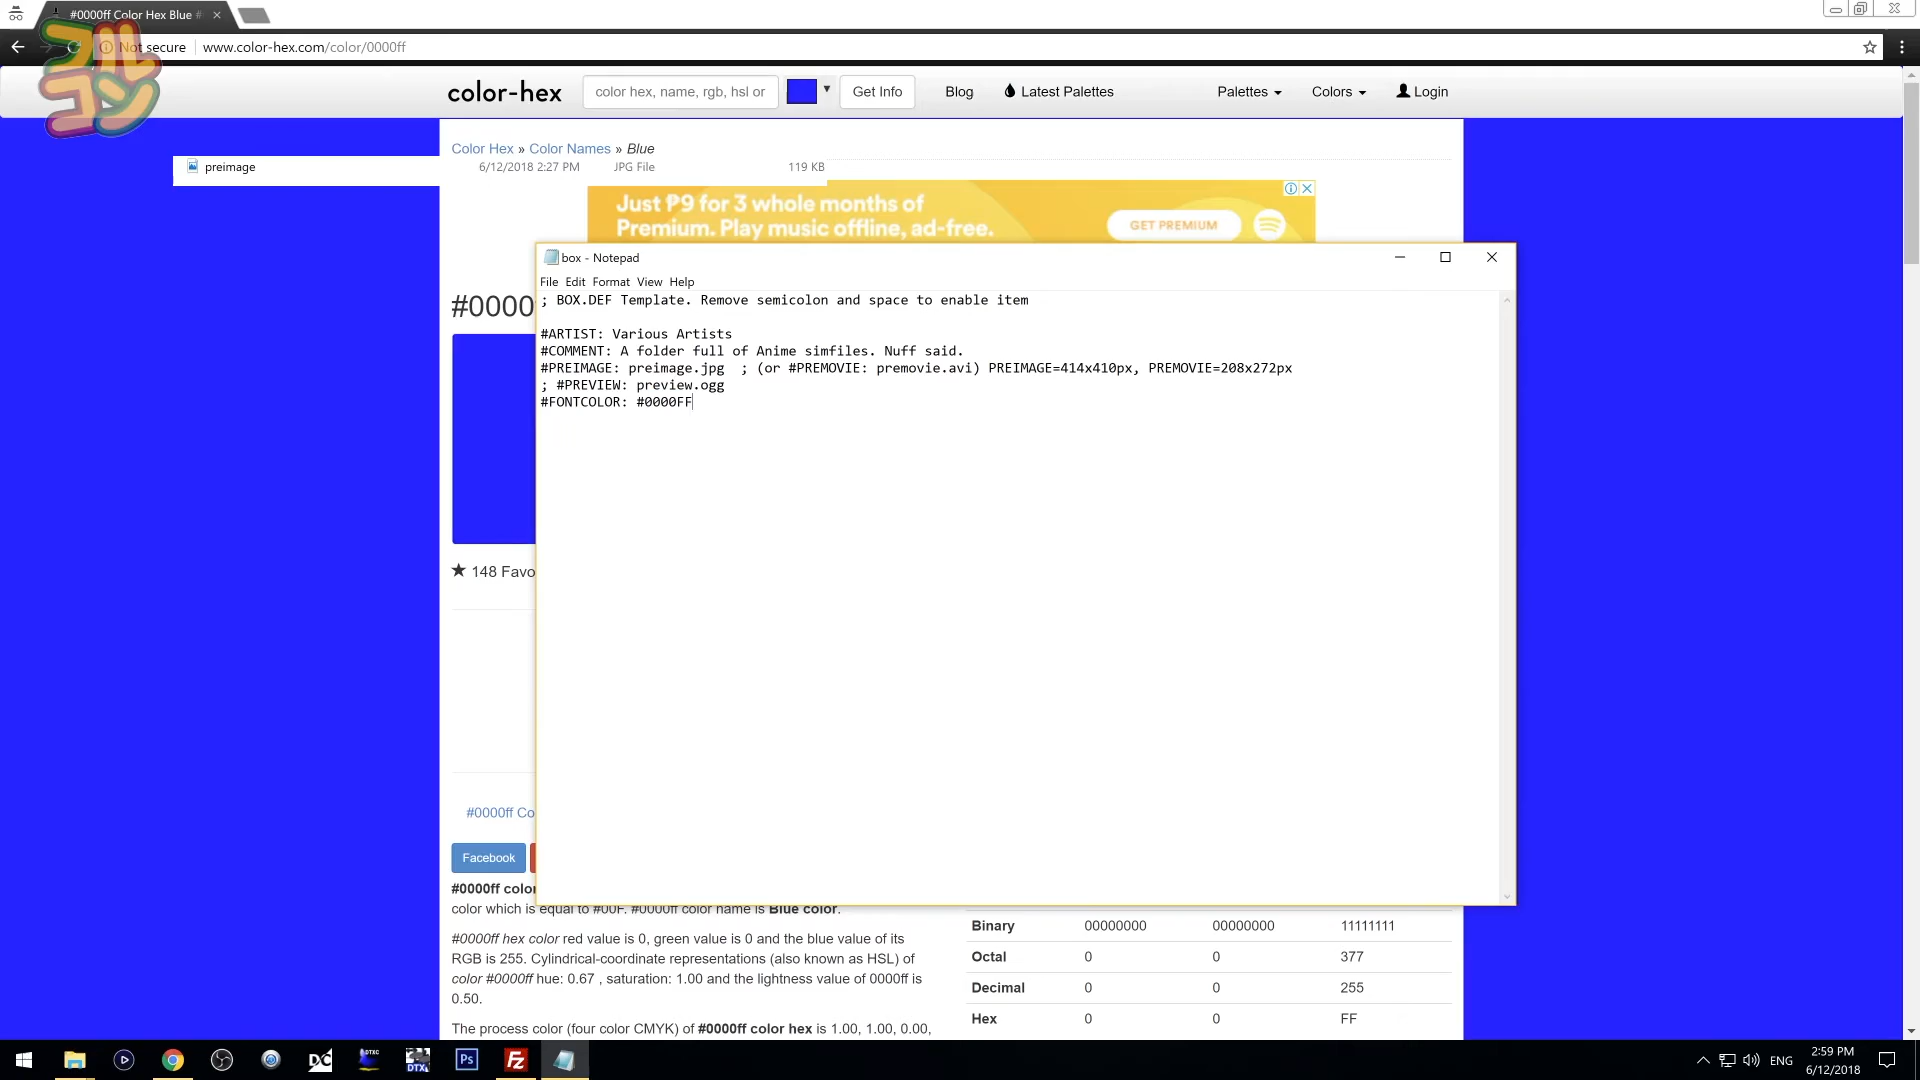 #0000ff Color Hex Blue #
Not secure
www.color-hex.com/color/0000ff
フルコン
color-hex
color hex, name, rgb, hsl or
Get Info
Blog
Latest Palettes
Palettes
Colors
Login
Color Hex » Color Names » Blue
preimage
6/12/2018 2:27 PM
JPG File
119 KB
Just ₱9 for 3 whole months of
Premium. Play music offline, ad-free.
GET PREMIUM
box - Notepad
File Edit Format View Help
#0000
; BOX.DEF Template. Remove semicolon and space to enable item
#ARTIST: Various Artists
#COMMENT: A folder full of Anime simfiles. Nuff said.
#PREIMAGE: preimage.jpg ; (or #PREMOVIE: premovie.avi) PREIMAGE=414x410px, PREMOVIE=208x272px
; #PREVIEW: preview.ogg
#FONTCOLOR: #0000FF
148 Favo
#0000ff Co
Facebook
#0000ff color
color which is equal to #00F. #0000ff color name is Blue color.
#0000ff hex color red value is 0, green value is 0 and the blue value of its
RGB is 255. Cylindrical-coordinate representations (also known as HSL) of
color #0000ff hue: 0.67 , saturation: 1.00 and the lightness value of 0000ff is
0.50.
The process color (four color CMYK) of #0000ff color hex is 1.00, 1.00, 0.00,
Binary 00000000 00000000 11111111
Octal 0 0 377
Decimal 0 0 255
Hex 0 0 FF
DC
DTXC
DTX
Ps
FZ
ENG
2:59 PM
6/12/2018